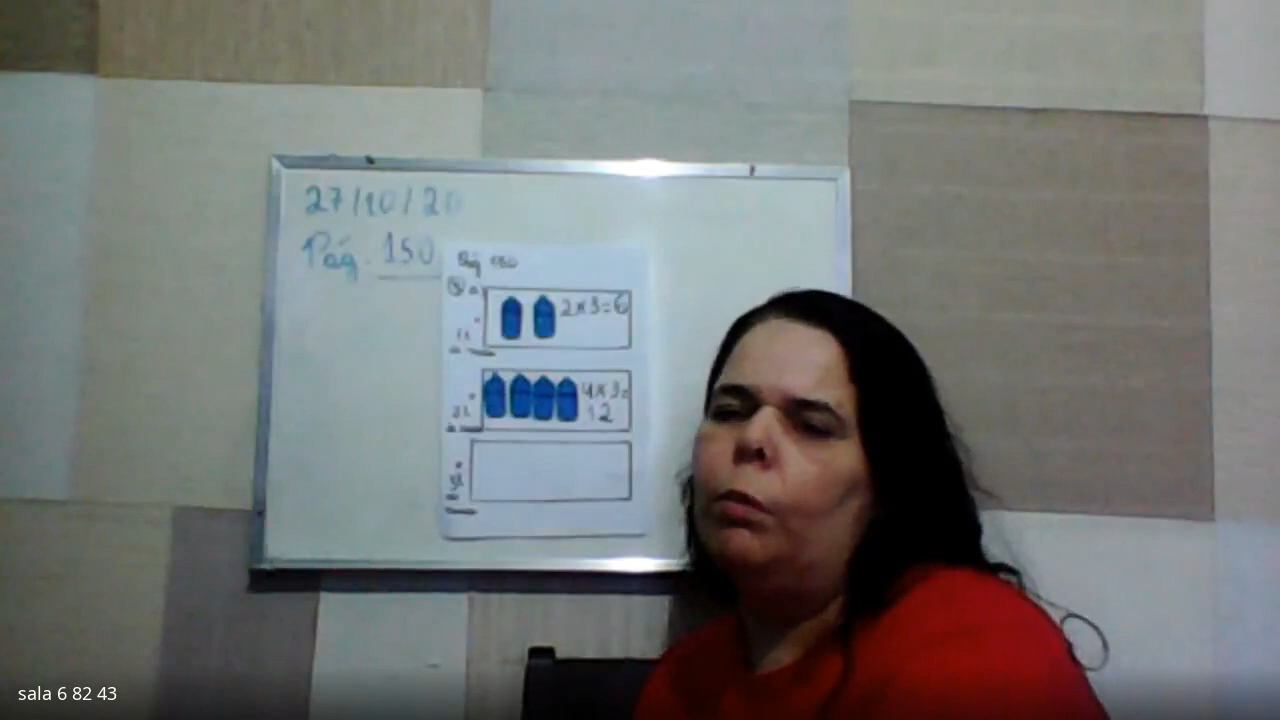 27/10/20
Pág. 150
Pág 150
2x3=6
4x3=
12
sala 6 82 43